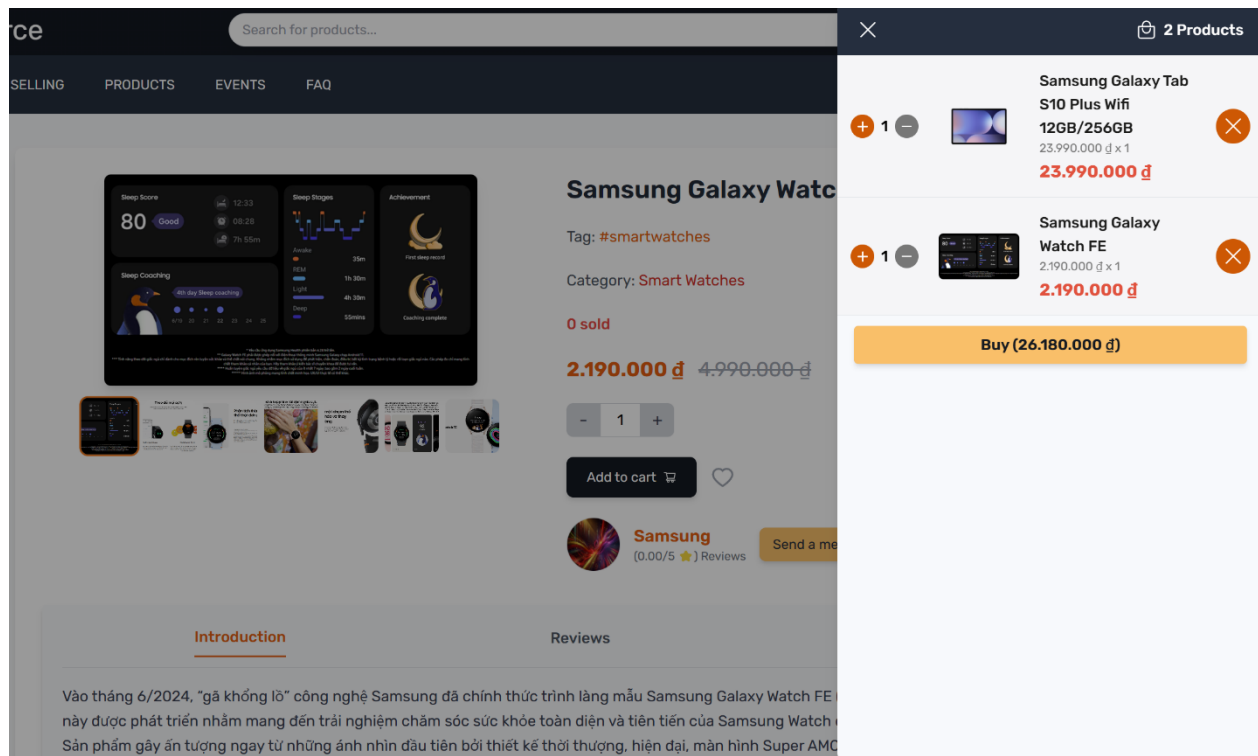 rce
Search for products...
2 Products
SELLING
PRODUCTS
EVENTS
FAQ
Samsung Galaxy Tab
S10 Plus Wifi
12GB/256GB
23.990.000 ₫ x 1
23.990.000 ₫
+ 1 −
Samsung Galaxy
Watch FE
2.190.000 ₫ x 1
2.190.000 ₫
+ 1 −
Buy (26.180.000 ₫)
Sleep Score
80 Good
12:33
08:28
7h 55m
Sleep Coaching
4th day Sleep coaching
Sleep Stages
Awake
35m
REM
1h 30m
Light
4h 30m
Deep
55mins
Achievement
First sleep record
Coaching complete
Samsung Galaxy Watc
Tag: #smartwatches
Category: Smart Watches
0 sold
2.190.000 ₫ 4.990.000 ₫
- 1 +
Add to cart
Samsung
(0.00/5 ⭐) Reviews
Send a me
Introduction
Reviews
Vào tháng 6/2024, “gã khổng lồ” công nghệ Samsung đã chính thức trình làng mẫu Samsung Galaxy Watch FE
này được phát triển nhằm mang đến trải nghiệm chăm sóc sức khỏe toàn diện và tiên tiến của Samsung Watch
Sản phẩm gây ấn tượng ngay từ những ánh nhìn đầu tiên bởi thiết kế thời thượng, hiện đại, màn hình Super AMO